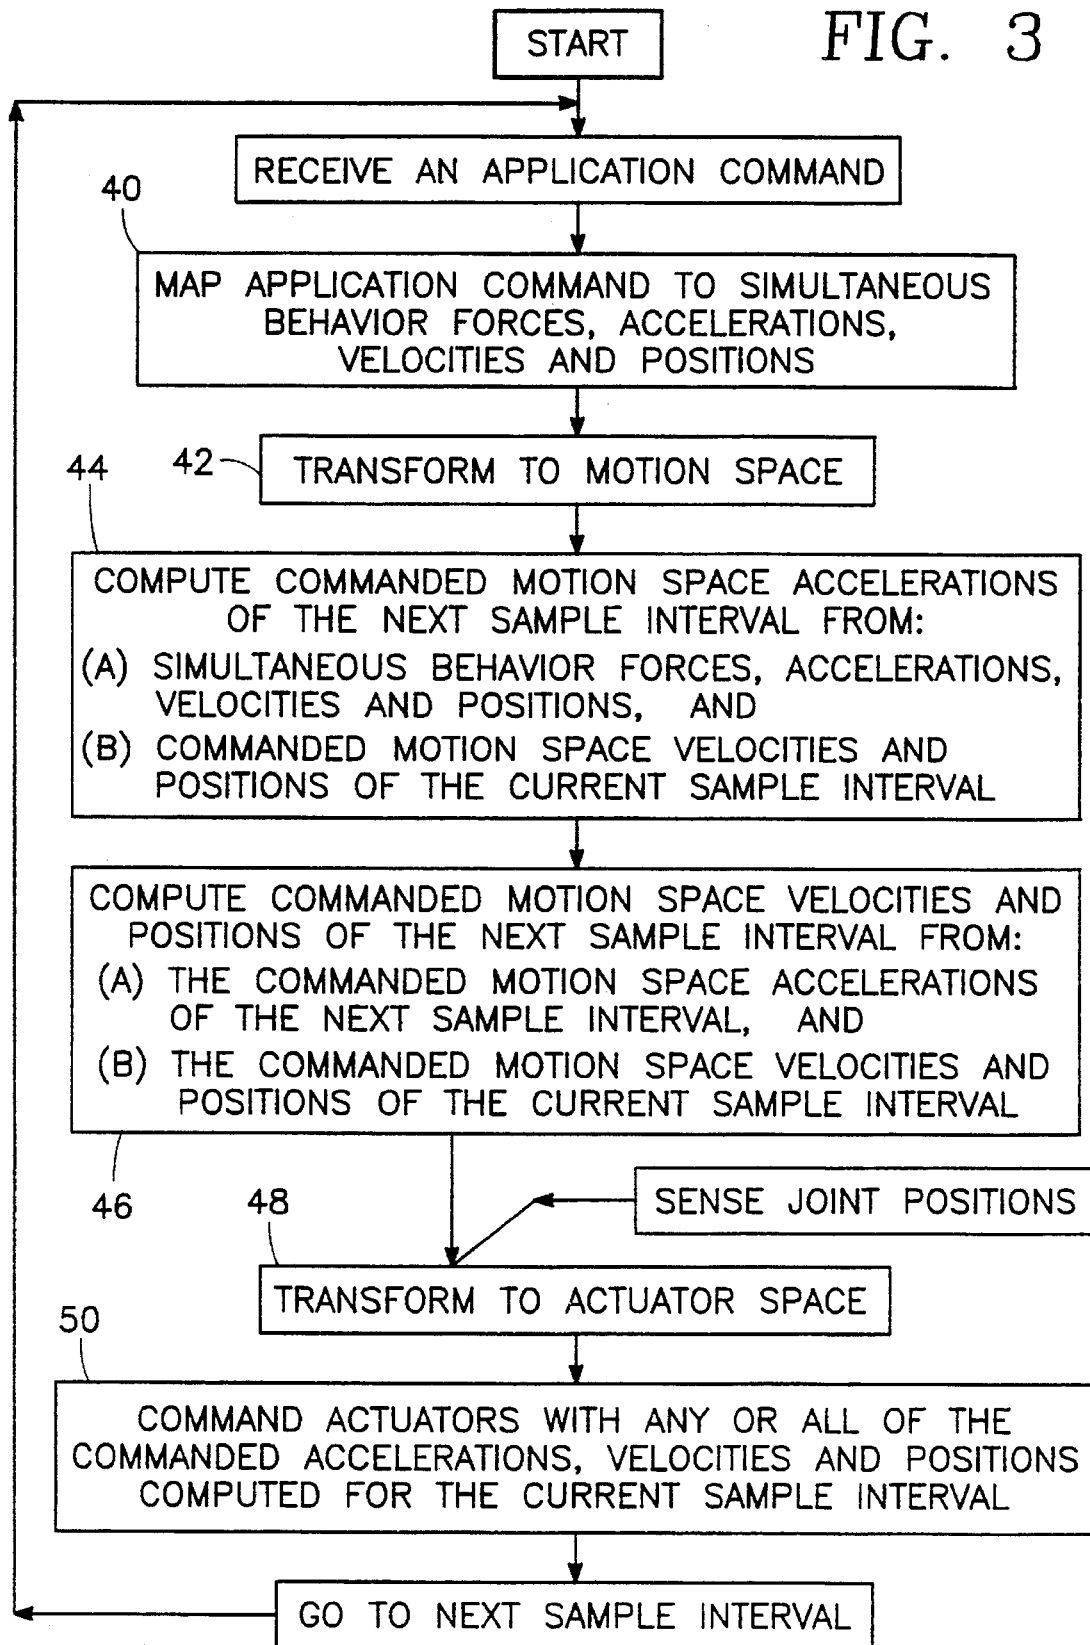 FIG. 3
START
RECEIVE AN APPLICATION COMMAND
40
MAP APPLICATION COMMAND TO SIMULTANEOUS
BEHAVIOR FORCES, ACCELERATIONS,
VELOCITIES AND POSITIONS
42
TRANSFORM TO MOTION SPACE
44
COMPUTE COMMANDED MOTION SPACE ACCELERATIONS
OF THE NEXT SAMPLE INTERVAL FROM:
(A) SIMULTANEOUS BEHAVIOR FORCES, ACCELERATIONS,
VELOCITIES AND POSITIONS, AND
(B) COMMANDED MOTION SPACE VELOCITIES AND
POSITIONS OF THE CURRENT SAMPLE INTERVAL
COMPUTE COMMANDED MOTION SPACE VELOCITIES AND
POSITIONS OF THE NEXT SAMPLE INTERVAL FROM:
(A) THE COMMANDED MOTION SPACE ACCELERATIONS
OF THE NEXT SAMPLE INTERVAL, AND
(B) THE COMMANDED MOTION SPACE VELOCITIES AND
POSITIONS OF THE CURRENT SAMPLE INTERVAL
46
SENSE JOINT POSITIONS
48
TRANSFORM TO ACTUATOR SPACE
50
COMMAND ACTUATORS WITH ANY OR ALL OF THE
COMMANDED ACCELERATIONS, VELOCITIES AND POSITIONS
COMPUTED FOR THE CURRENT SAMPLE INTERVAL
GO TO NEXT SAMPLE INTERVAL